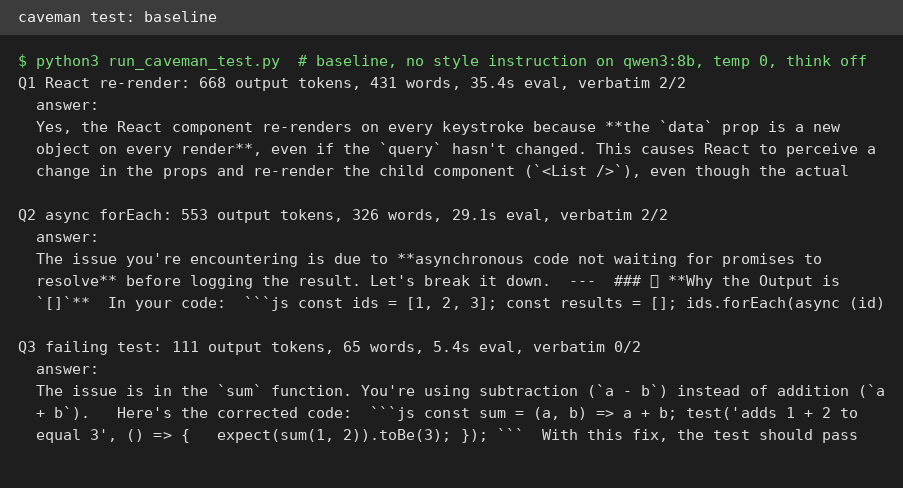 caveman test: baseline
$ python3 run_caveman_test.py  # baseline, no style instruction on qwen3:8b, temp 0, think off
Q1 React re-render: 668 output tokens, 431 words, 35.4s eval, verbatim 2/2
  answer:
  Yes, the React component re-renders on every keystroke because **the `data` prop is a new
  object on every render**, even if the `query` hasn't changed. This causes React to perceive a
  change in the props and re-render the child component (`<List />`), even though the actual
Q2 async forEach: 553 output tokens, 326 words, 29.1s eval, verbatim 2/2
  answer:
  The issue you're encountering is due to **asynchronous code not waiting for promises to
  resolve** before logging the result. Let's break it down.  ---  ### **Why the Output is
  `[]`**  In your code:  ```js const ids = [1, 2, 3]; const results = []; ids.forEach(async (id)
Q3 failing test: 111 output tokens, 65 words, 5.4s eval, verbatim 0/2
  answer:
  The issue is in the `sum` function. You're using subtraction (`a - b`) instead of addition (`a
  + b`).   Here's the corrected code:  ```js const sum = (a, b) => a + b; test('adds 1 + 2 to
  equal 3', () => {   expect(sum(1, 2)).toBe(3); }); ```  With this fix, the test should pass